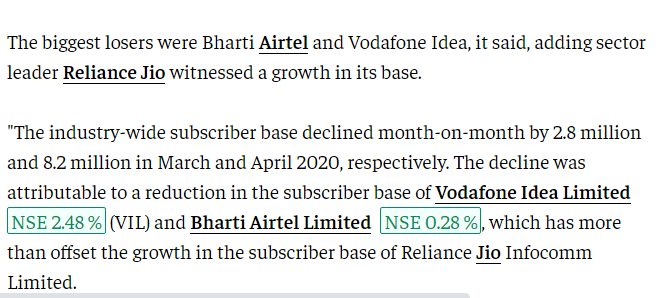 The biggest losers were Bharti Airtel and Vodafone Idea, it said, adding sector
leader Reliance Jio witnessed a growth in its base.
"The industry-wide subscriber base declined month-on-month by 2.8 million
and 8.2 million in March and April 2020, respectively. The decline was
attributable to a reduction in the subscriber base of Vodafone Idea Limited
NSE 2.48 % (VIL) and Bharti Airtel Limited NSE 0.28 %, which has more
than offset the growth in the subscriber base of Reliance Jio Infocomm
Limited.